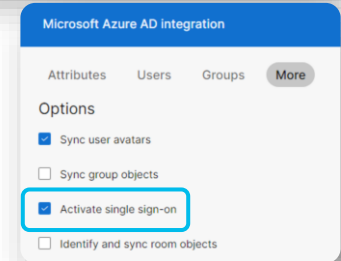 Microsoft Azure AD integration
Attributes Users Groups More
Options
Sync user avatars
Sync group objects
Activate single sign-on
Identify and sync room objects